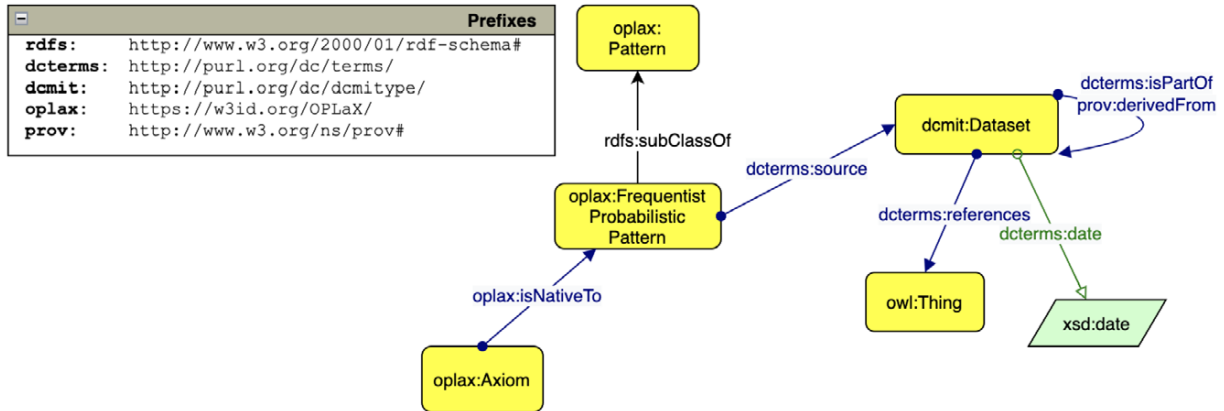 Prefixes
rdfs: http://www.w3.org/2000/01/rdf-schema#
dcterms: http://purl.org/dc/terms/
dcmit: http://purl.org/dc/dcmitype/
oplax: https://w3id.org/OPLaX/
prov: http://www.w3.org/ns/prov#
oplax:
Pattern
rdfs:subClassOf
dcterms:isPartOf
prov:derivedFrom
dcmit:Dataset
dcterms:source
oplax:Frequentist
Probabilistic
Pattern
dcterms:references
dcterms:date
oplax:isNativeTo
owl:Thing
xsd:date
oplax:Axiom